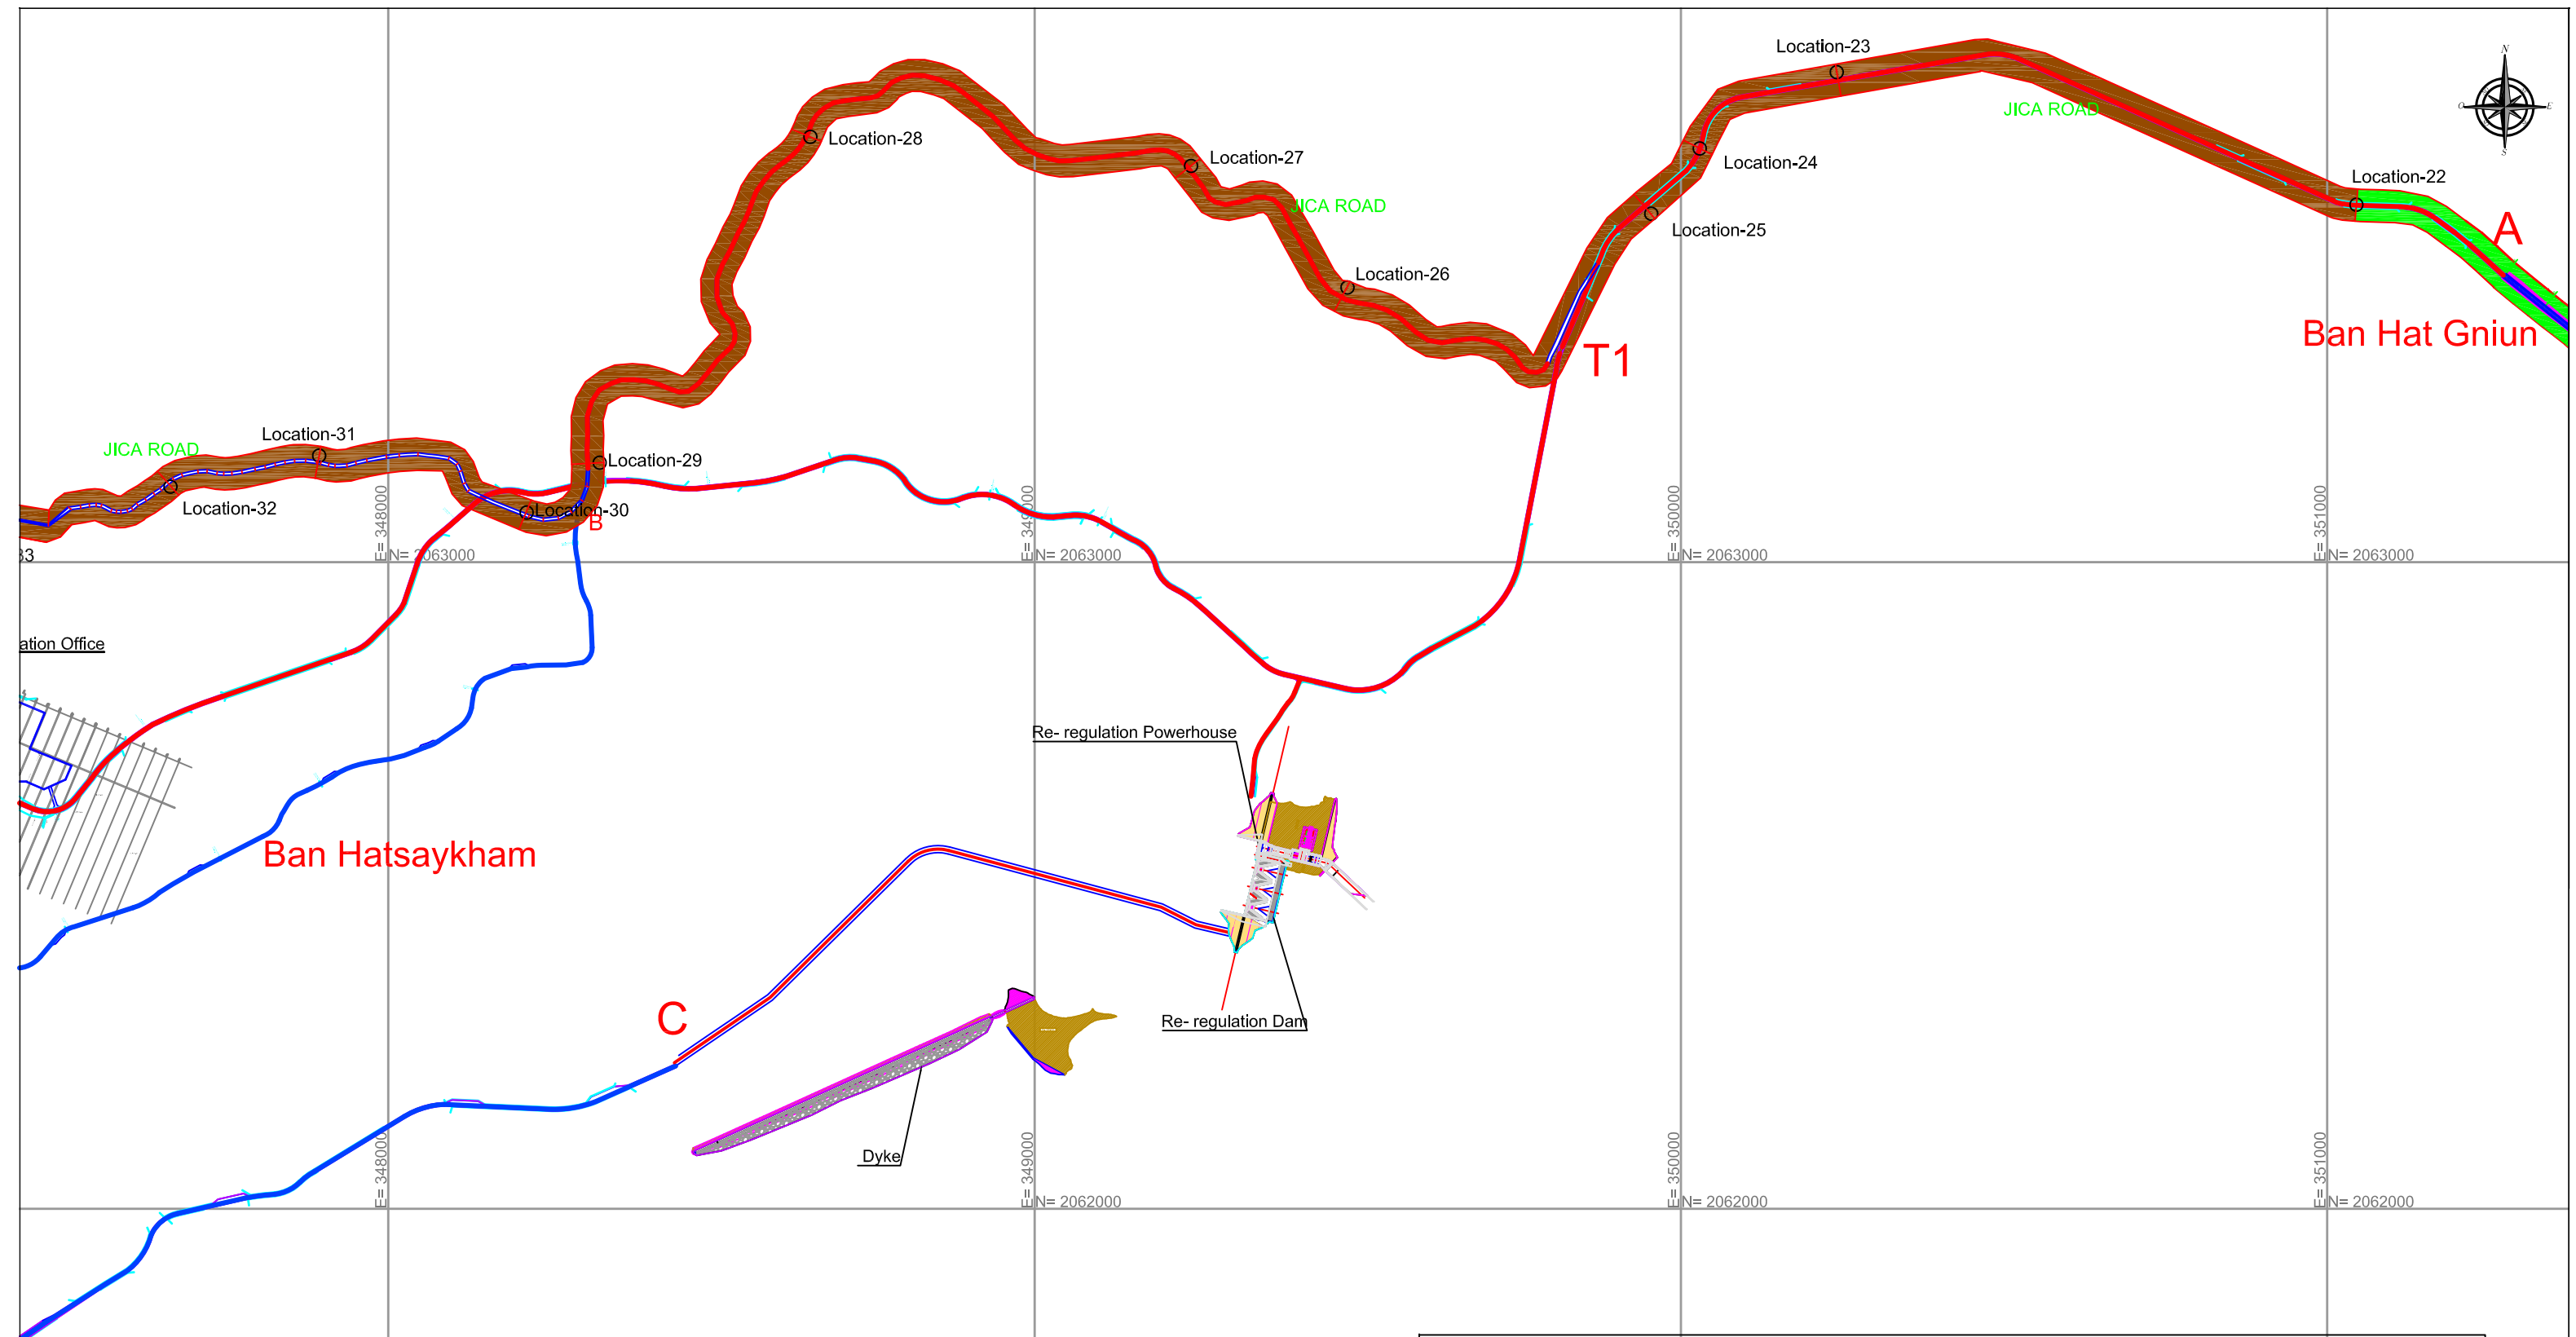 Location-23
N
O
E
S
JICA ROAD
Location-28
Location-27
Location-24
Location-22
JICA ROAD
A
Location-25
Location-26
Ban Hat Gniun
T1
Location-31
JICA ROAD
Location-29
Location-32
Location-30
B
33
E= 348000
N= 2063000
E= 349000
N= 2063000
E= 350000
N= 2063000
E= 351000
N= 2063000
ation Office
Re- regulation Powerhouse
Ban Hatsaykham
C
Re- regulation Dam
Dyke
E= 348000
E= 349000
N= 2062000
E= 350000
N= 2062000
E= 351000
N= 2062000